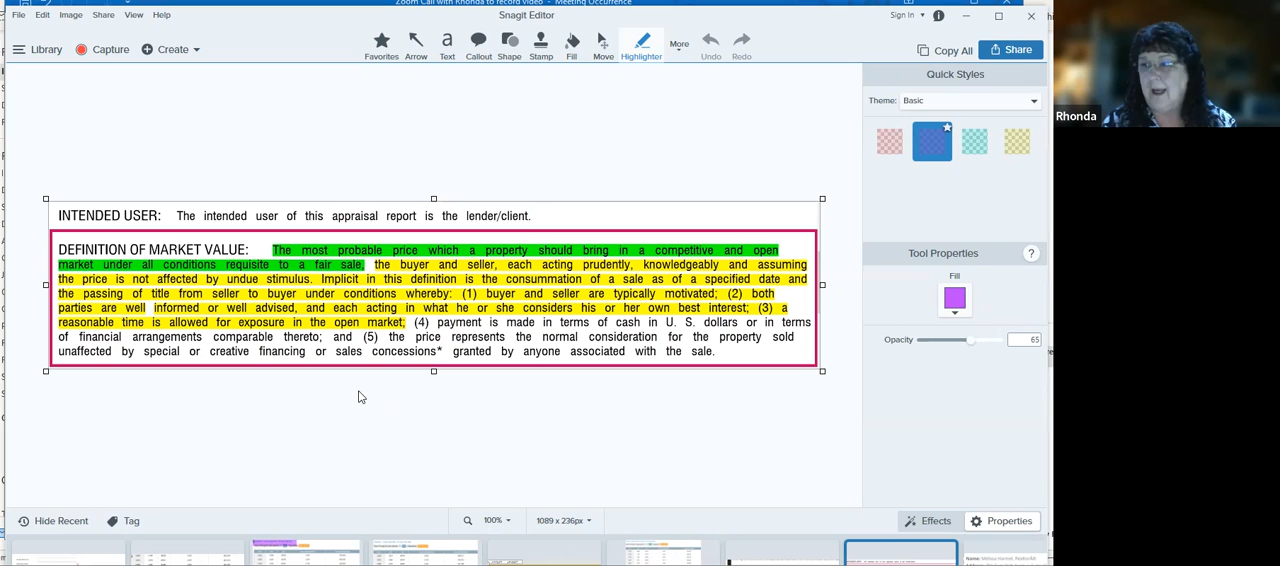 Zoom Call with Rhonda to record video - Meeting Occurrence
File Edit Image Share View Help
Snagit Editor
Sign In
Library Capture Create
Favorites Arrow Text Callout Shape Stamp Fill Move Highlighter More Undo Redo
Copy All Share
Quick Styles
Theme: Basic
Rhonda
INTENDED USER: The intended user of this appraisal report is the lender/client.
DEFINITION OF MARKET VALUE: The most probable price which a property should bring in a competitive and open
market under all conditions requisite to a fair sale, the buyer and seller, each acting prudently, knowledgeably and assuming
the price is not affected by undue stimulus. Implicit in this definition is the consummation of a sale as of a specified date and
the passing of title from seller to buyer under conditions whereby: (1) buyer and seller are typically motivated; (2) both
parties are well informed or well advised, and each acting in what he or she considers his or her own best interest; (3) a
reasonable time is allowed for exposure in the open market; (4) payment is made in terms of cash in U. S. dollars or in terms
of financial arrangements comparable thereto; and (5) the price represents the normal consideration for the property sold
unaffected by special or creative financing or sales concessions* granted by anyone associated with the sale.
Tool Properties ?
Fill
Opacity 65
Hide Recent Tag
100% 1089 x 236px
Effects Properties